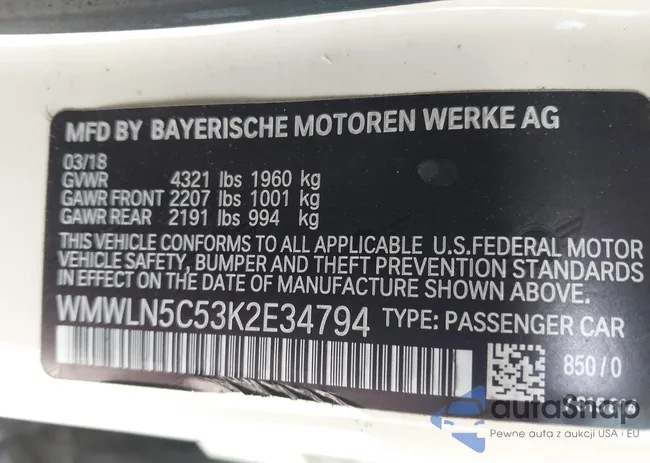 MFD BY BAYERISCHE MOTOREN WERKE AG
03/18
GVWR 4321 lbs 1960 kg
GAWR FRONT 2207 lbs 1001 kg
GAWR REAR 2191 lbs 994 kg
THIS VEHICLE CONFORMS TO ALL APPLICABLE U.S.FEDERAL MOTOR
VEHICLE SAFETY, BUMPER AND THEFT PREVENTION STANDARDS
IN EFFECT ON THE DATE OF MANUFACTURE SHOWN ABOVE.
WMWLN5C53K2E34794 TYPE: PASSENGER CAR
850/0
autoSnap
Pewne auta z aukcji USA i EU